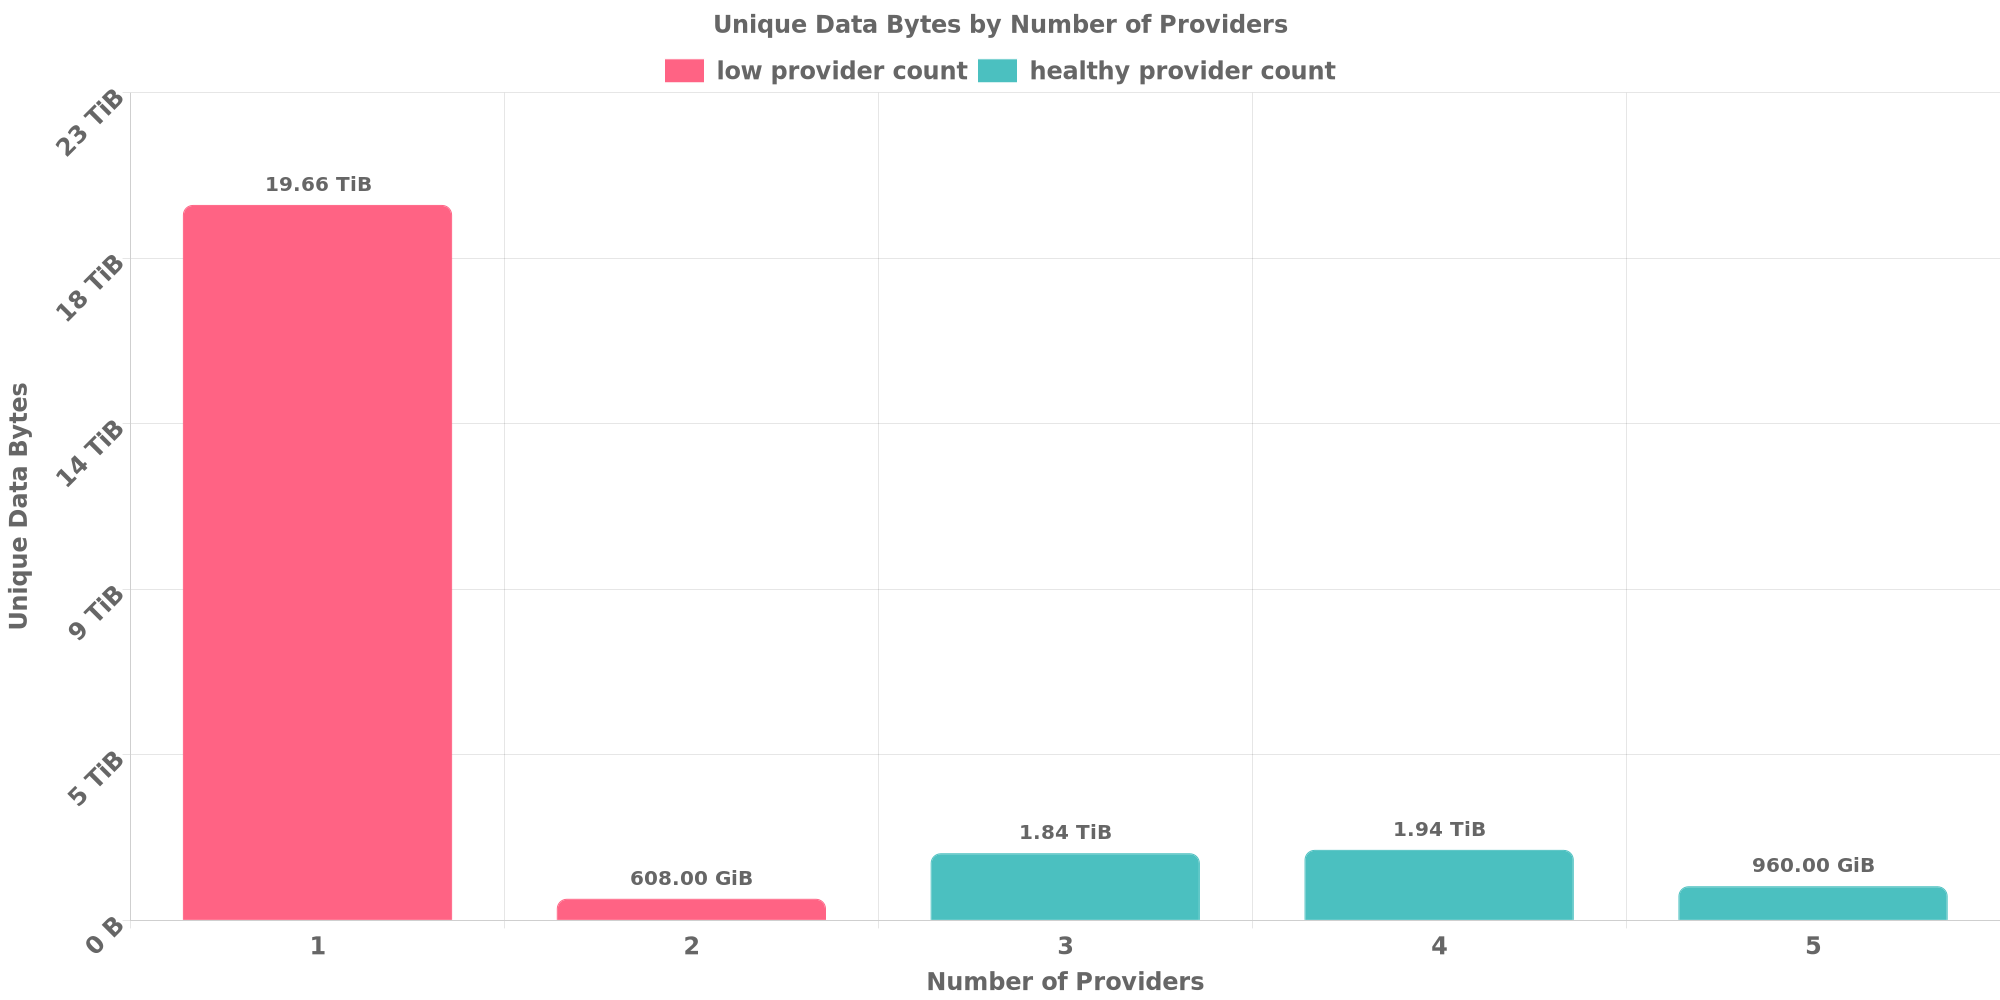 Unique Data Bytes by Number of Providers
low provider count healthy provider count
23 TiB
18 TiB
14 TiB
9 TiB
5 TiB
0 B
Unique Data Bytes
19.66 TiB
608.00 GiB
1.84 TiB
1.94 TiB
960.00 GiB
1 2 3 4 5
Number of Providers